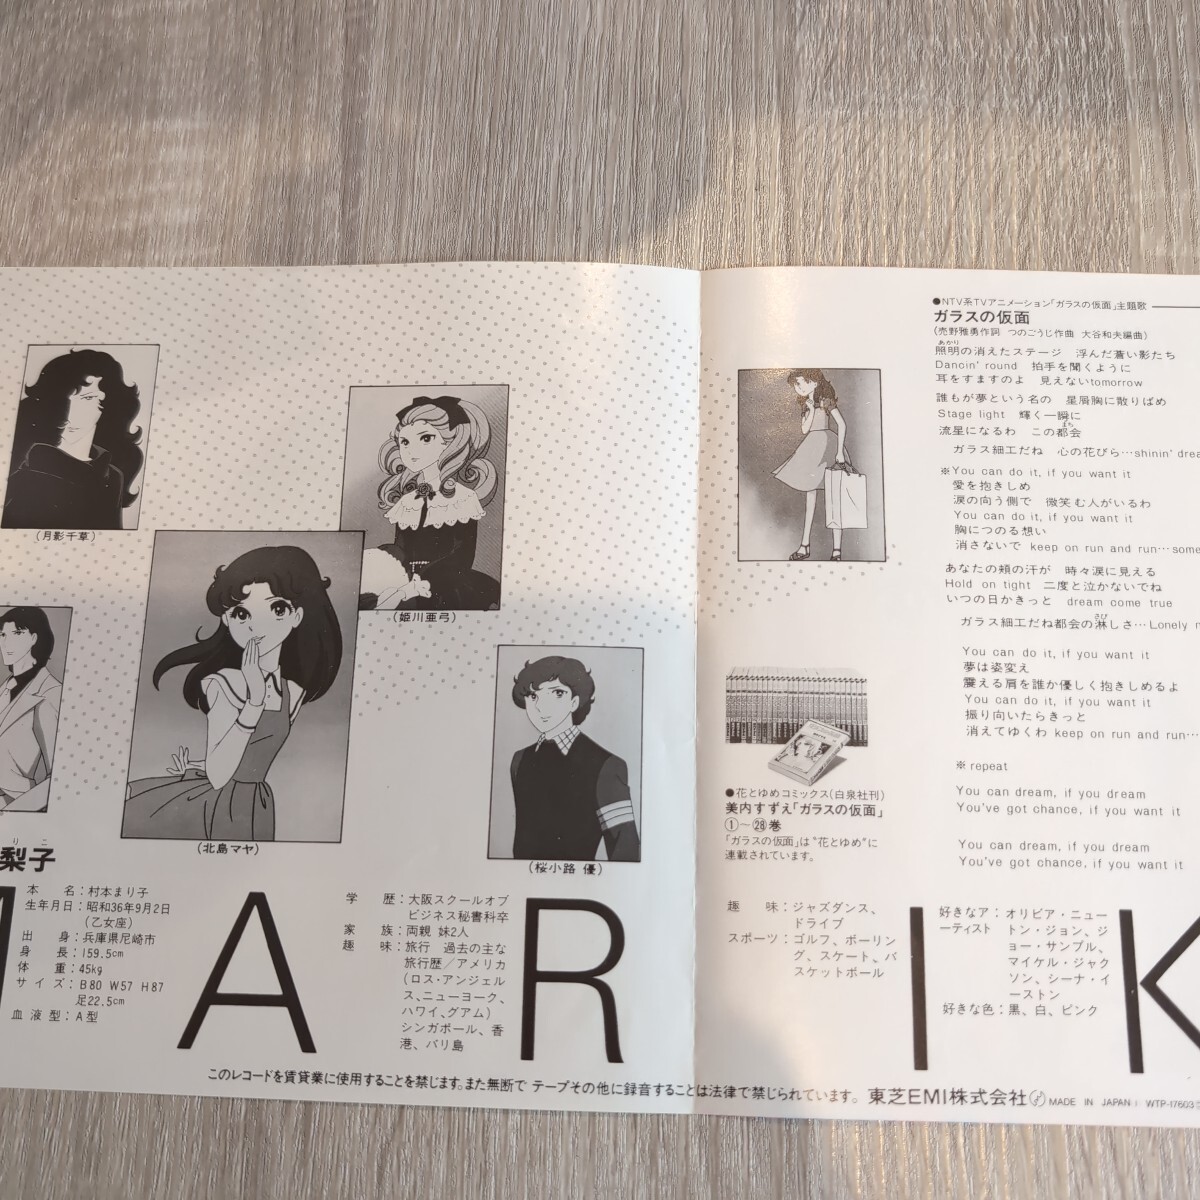 (月影千草)
(姫川亜弓)
(北島マヤ)
(桜小路 優)
りこ
梨子
MARIK
本名:村本まり子
生年月日:昭和36年9月2日
(乙女座)
出身:兵庫県尼崎市
身長:159.5cm
体重:45kg
サイズ:B80 W57 H87
足22.5cm
血液型:A型
学歴:大阪スクールオブ
ビジネス秘書科卒
家族:両親 妹2人
趣味:旅行 過去の主な
旅行歴/アメリカ
(ロス・アンジェル
ス、ニューヨーク、
ハワイ、グアム)
シンガポール、香
港、バリ島
趣味:ジャズダンス、
ドライブ
スポーツ:ゴルフ、ボーリン
グ、スケート、バ
スケットボール
好きなアーティスト:オリビア・ニュー
トン・ジョン、ジ
ョー・サンプル、
マイケル・ジャク
ソン、シーナ・イ
ーストン
好きな色:黒、白、ピンク
●花とゆめコミックス(白泉社刊)
美内すずえ「ガラスの仮面」
①〜㉘巻
「ガラスの仮面」は"花とゆめ"に
連載されています。
●NTV系TVアニメーション「ガラスの仮面」主題歌
ガラスの仮面
(売野雅勇作詞 つのごうじ作曲 大谷和夫編曲)
あかり
照明の消えたステージ 浮んだ蒼い影たち
Dancin' round 拍手を聞くように
耳をすますのよ 見えないtomorrow
誰もが夢という名の 星屑胸に散りばめ
Stage light 輝く一瞬に
まち
流星になるわ この都会
ガラス細工だね 心の花びら…shinin' drea
※You can do it, if you want it
愛を抱きしめ
涙の向う側で 微笑む人がいるわ
You can do it, if you want it
胸につのる想い
消さないで keep on run and run…some
あなたの頬の汗が 時々涙に見える
Hold on tight 二度と泣かないでね
いつの日かきっと dream come true
さび
ガラス細工だね都会の淋しさ…Lonely n
You can do it, if you want it
夢は姿変え
震える肩を誰か優しく抱きしめるよ
You can do it, if you want it
振り向いたらきっと
消えてゆくわ keep on run and run…
※ repeat
You can dream, if you dream
You've got chance, if you want it
You can dream, if you dream
You've got chance, if you want it
このレコードを賃貸業に使用することを禁じます。また無断で テープその他に録音することは法律で禁じられています。 東芝EMI株式会社 MADE IN JAPAN WTP-17603